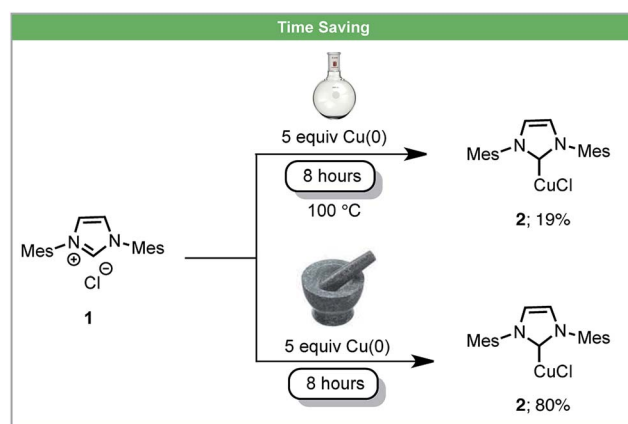 Time Saving
5 equiv Cu(0)
8 hours
100 °C
Mes N N Mes
CuCl
2; 19%
Mes N N Mes
⊕
Cl ⊖
1
5 equiv Cu(0)
8 hours
Mes N N Mes
CuCl
2; 80%